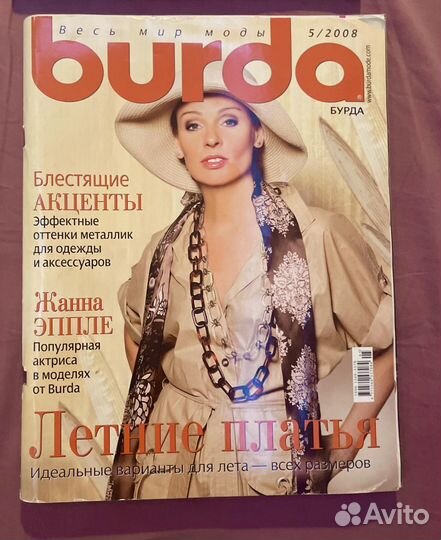 Весь мир моды 5/2008
burda
www.burdamode.com
БУРДА
Блестящие
АКЦЕНТЫ
Эффектные
оттенки металлик
для одежды
и аксессуаров
Жанна
ЭППЛЕ
Популярная
актриса
в моделях
от Burda
Летние платья
Идеальные варианты для лета — всех размеров
Avito